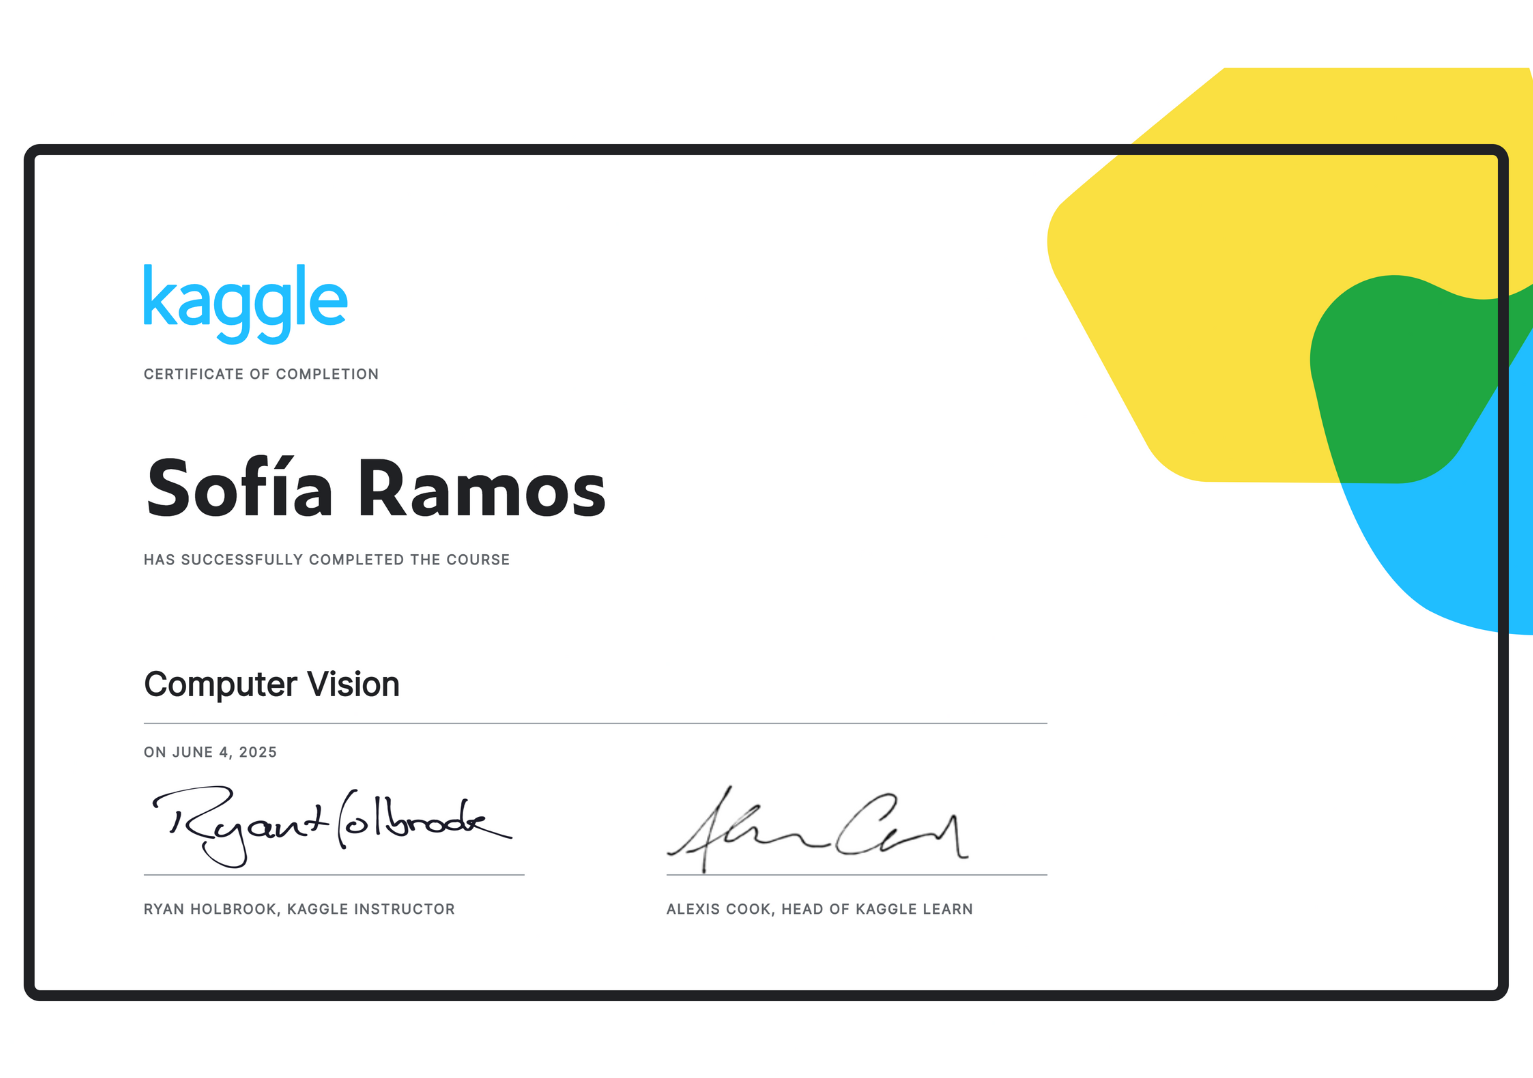 kaggle
CERTIFICATE OF COMPLETION
Sofía Ramos
HAS SUCCESSFULLY COMPLETED THE COURSE
Computer Vision
ON JUNE 4, 2025
Ryan Holbrook
Alexis Cook
RYAN HOLBROOK, KAGGLE INSTRUCTOR
ALEXIS COOK, HEAD OF KAGGLE LEARN